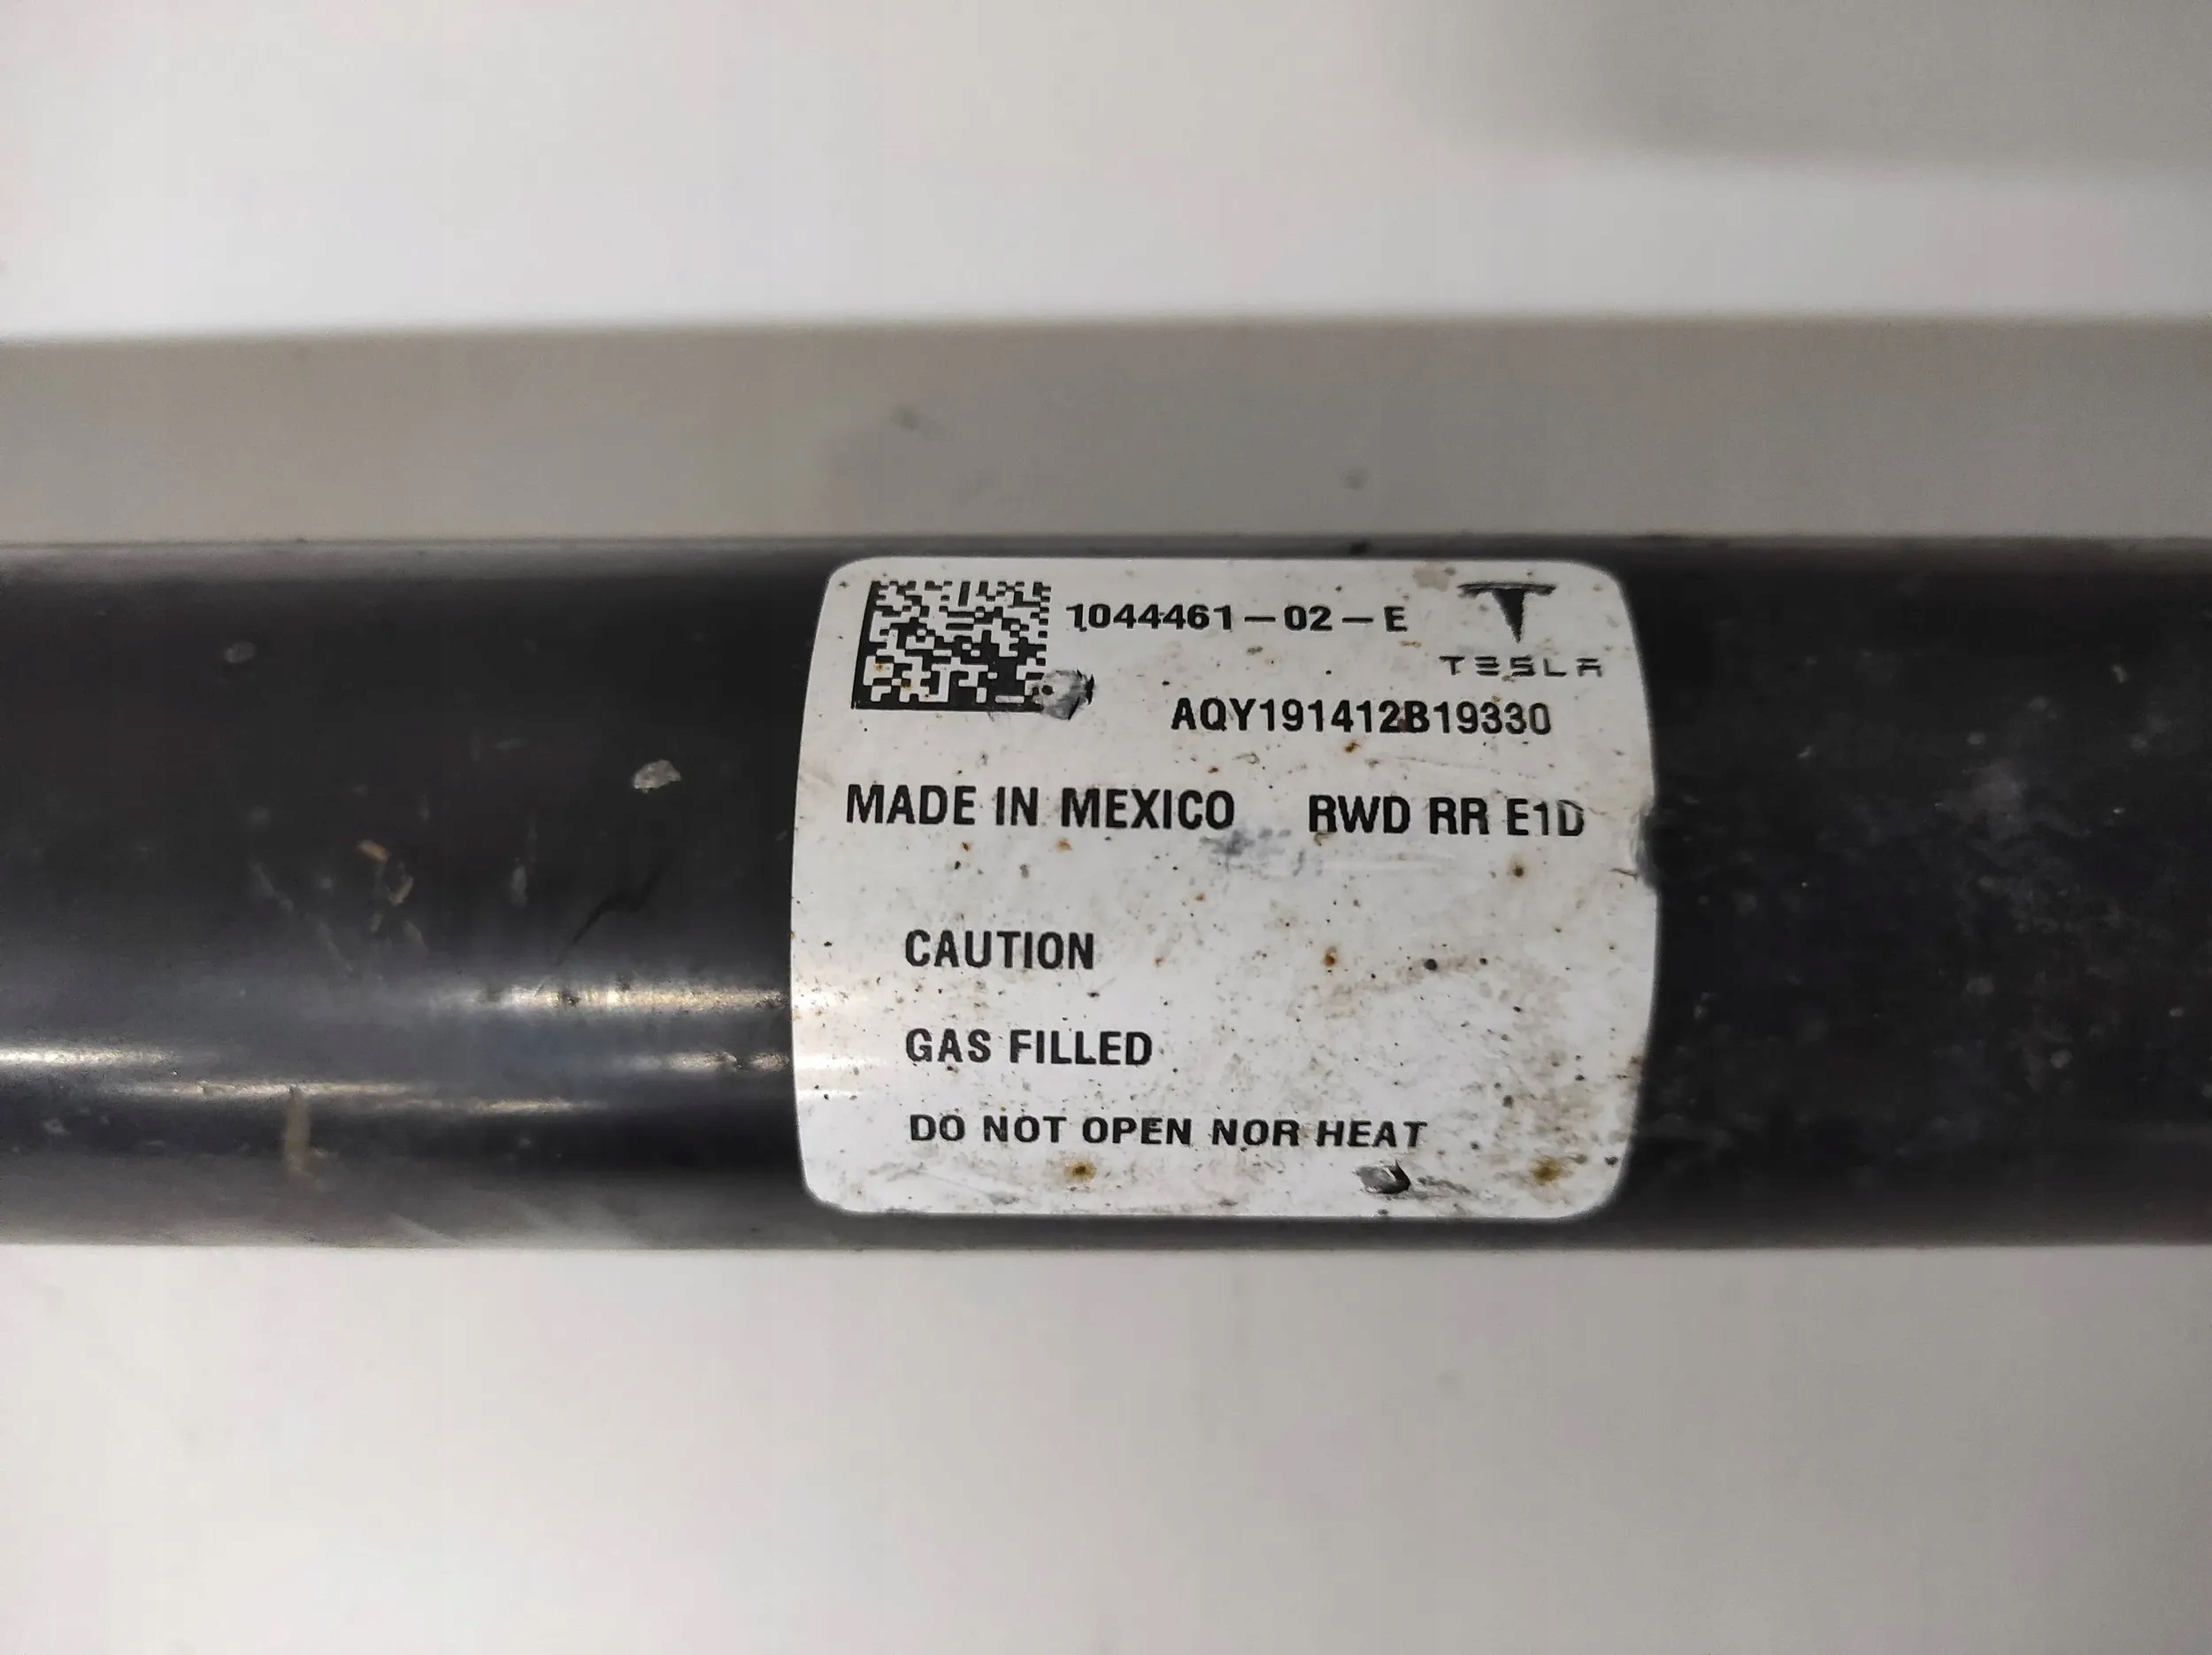 1044461-02-E
TESLA
AQY191412B19330
MADE IN MEXICO RWD RR E1D
CAUTION
GAS FILLED
DO NOT OPEN NOR HEAT